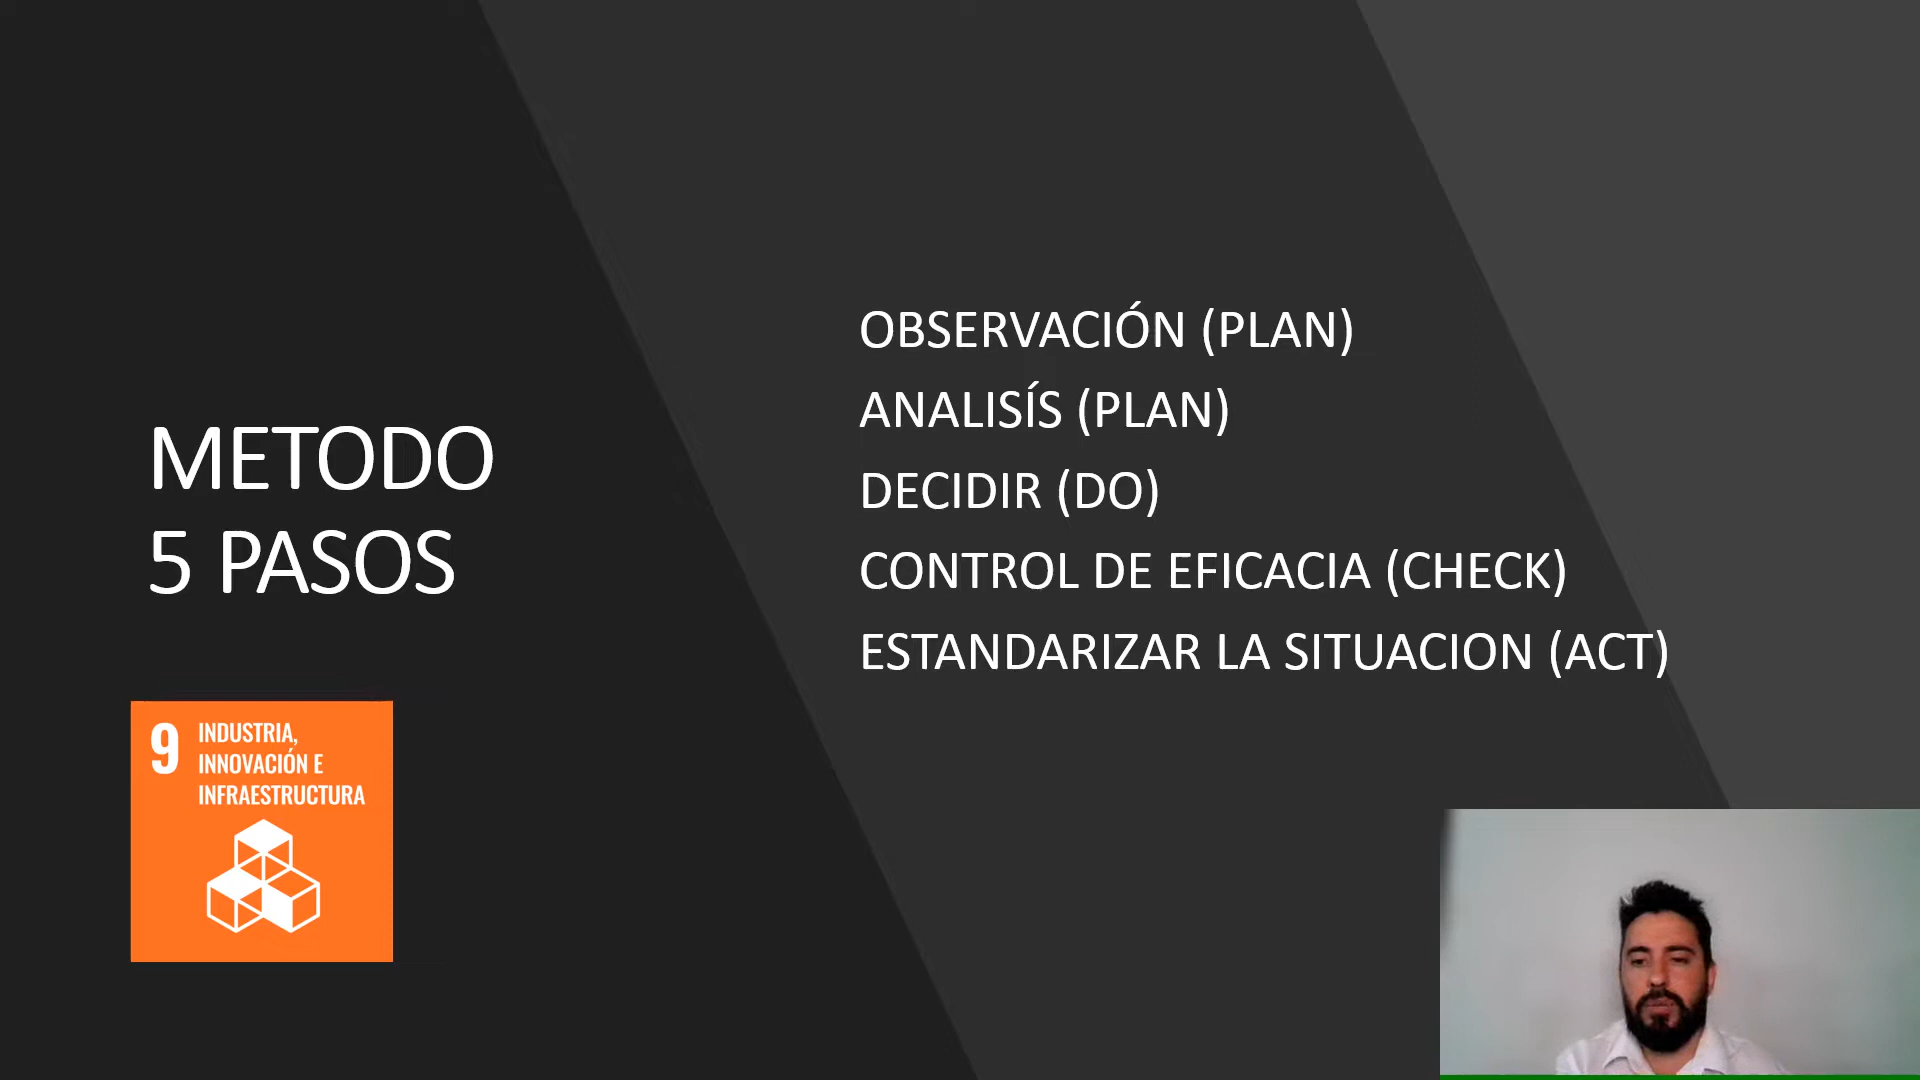 METODO
5 PASOS
OBSERVACIÓN (PLAN)
ANALISÍS (PLAN)
DECIDIR (DO)
CONTROL DE EFICACIA (CHECK)
ESTANDARIZAR LA SITUACION (ACT)
9 INDUSTRIA,
INNOVACIÓN E
INFRAESTRUCTURA